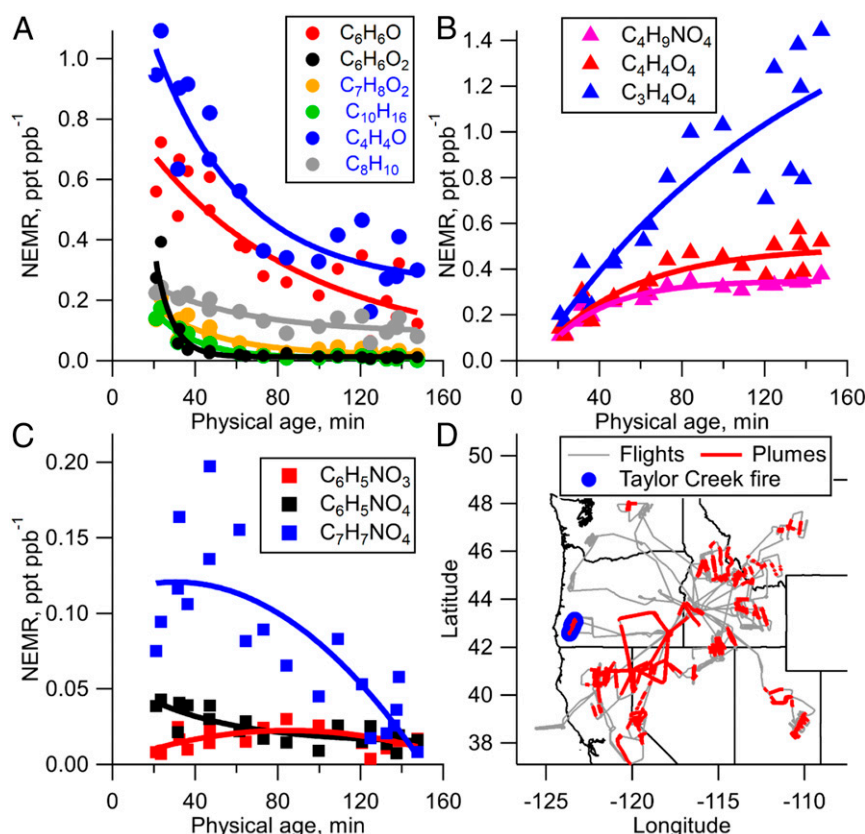 A
C₆H₆O
C₆H₆O₂
C₇H₈O₂
C₁₀H₁₆
C₄H₄O
C₈H₁₀
NEMR, ppt ppb⁻¹
1.0
0.8
0.6
0.4
0.2
0.0
0 40 80 120 160
Physical age, min
B
C₄H₉NO₄
C₄H₄O₄
C₃H₄O₄
NEMR, ppt ppb⁻¹
1.4
1.2
1.0
0.8
0.6
0.4
0.2
0.0
0 40 80 120 160
Physical age, min
C
C₆H₅NO₃
C₆H₅NO₄
C₇H₇NO₄
NEMR, ppt ppb⁻¹
0.20
0.15
0.10
0.05
0.00
0 40 80 120 160
Physical age, min
D
Flights Plumes
Taylor Creek fire
Latitude
50
48
46
44
42
40
38
-125 -120 -115 -110
Longitude